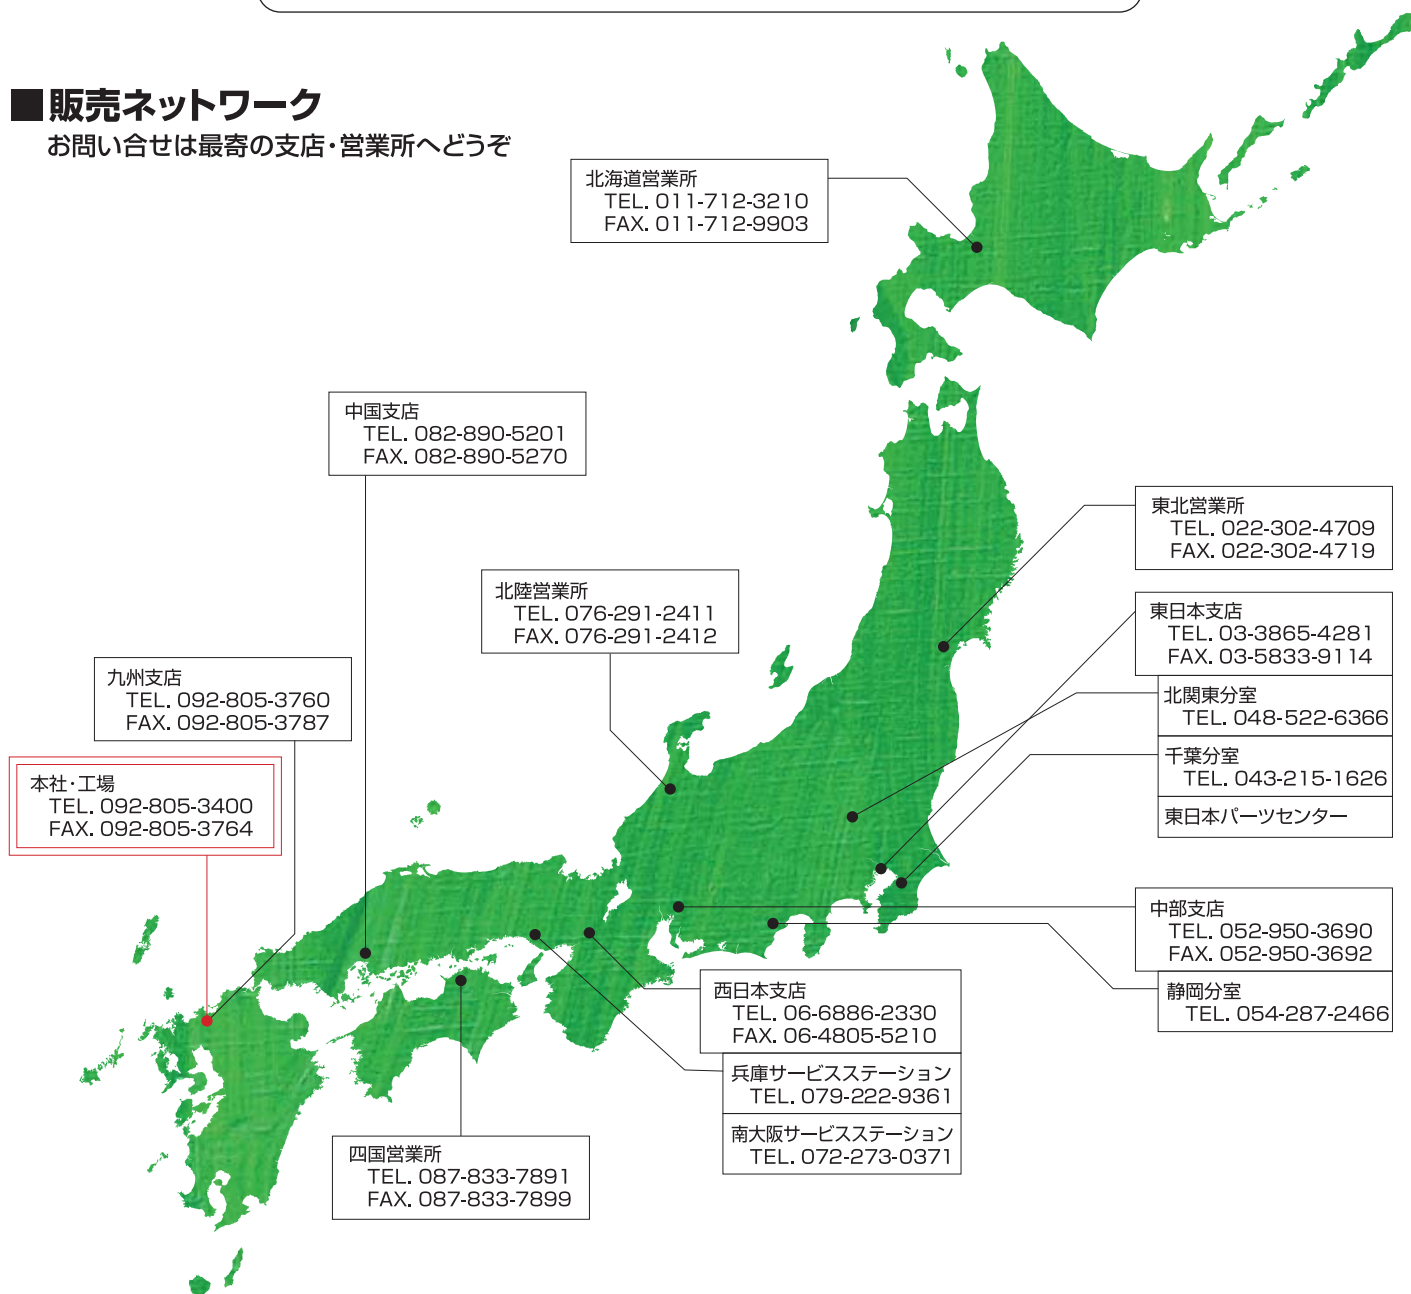 ■販売ネットワーク
お問い合せは最寄の支店・営業所へどうぞ
北海道営業所
TEL. 011-712-3210
FAX. 011-712-9903
中国支店
TEL. 082-890-5201
FAX. 082-890-5270
東北営業所
TEL. 022-302-4709
FAX. 022-302-4719
北陸営業所
TEL. 076-291-2411
FAX. 076-291-2412
東日本支店
TEL. 03-3865-4281
FAX. 03-5833-9114
北関東分室
TEL. 048-522-6366
千葉分室
TEL. 043-215-1626
東日本パーツセンター
九州支店
TEL. 092-805-3760
FAX. 092-805-3787
本社・工場
TEL. 092-805-3400
FAX. 092-805-3764
中部支店
TEL. 052-950-3690
FAX. 052-950-3692
静岡分室
TEL. 054-287-2466
西日本支店
TEL. 06-6886-2330
FAX. 06-4805-5210
兵庫サービスステーション
TEL. 079-222-9361
南大阪サービスステーション
TEL. 072-273-0371
四国営業所
TEL. 087-833-7891
FAX. 087-833-7899